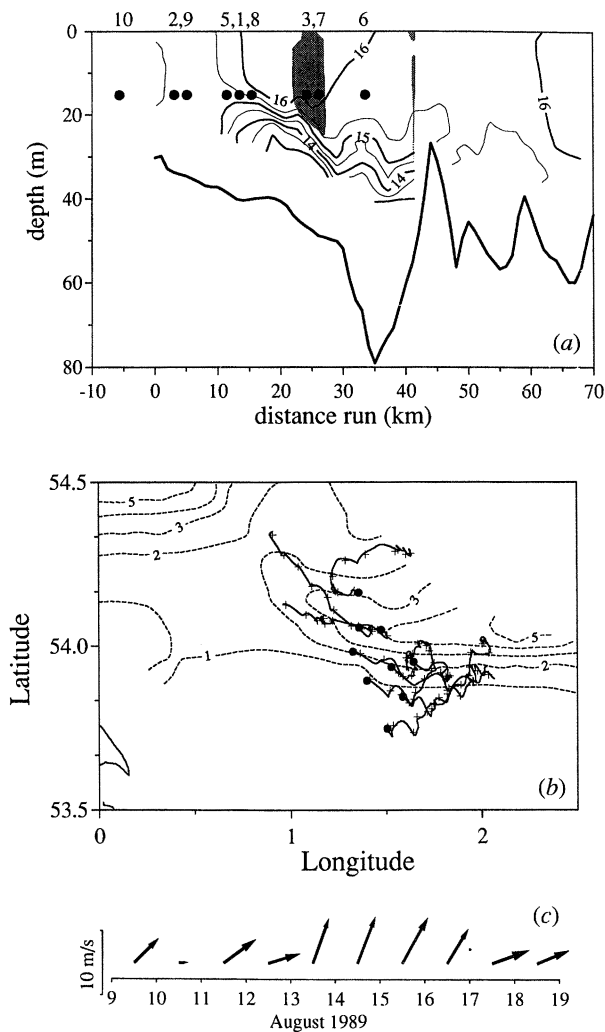 10 2,9 5,1,8 3,7 6
0
20
40
60
80
depth (m)
16
16
15
14
14
16
(a)
-10 0 10 20 30 40 50 60 70
distance run (km)
54.5
54.0
53.5
Latitude
5
3
2
1
3
5
2
(b)
0 1 2
Longitude
(c)
10 m/s
9 10 11 12 13 14 15 16 17 18 19
August 1989